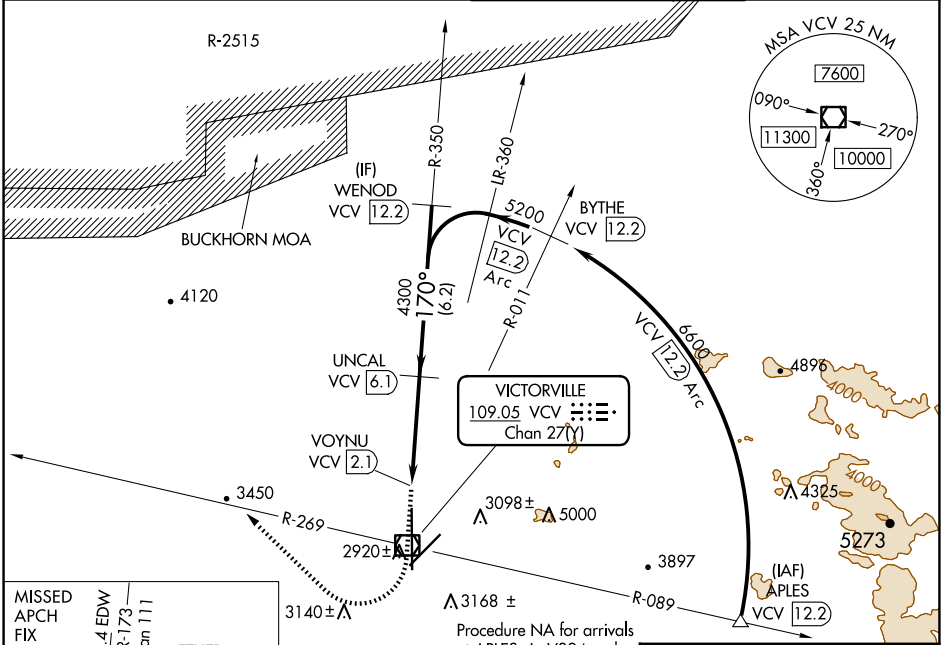 R-2515
MSA VCV 25 NM
7600
090°
11300
270°
10000
360°
BUCKHORN MOA
R-350
LR-360
(IF)
WENOD
VCV 12.2
5200
VCV
12.2
Arc
BYTHE
VCV 12.2
R-011
4120
4300
170°
(6.2)
6600
VCV 12.2 Arc
UNCAL
VCV 6.1
VICTORVILLE
109.05 VCV
Chan 27(Y)
4896
4000
VOYNU
VCV 2.1
4000
3450
R-269
3098 ±
5000
4325
5273
2920 ±
3897
(IAF)
APLES
VCV 12.2
R-089
3140 ±
3168 ±
MISSED
APCH
FIX
EDW
R-173
an 111
Procedure NA for arrivals